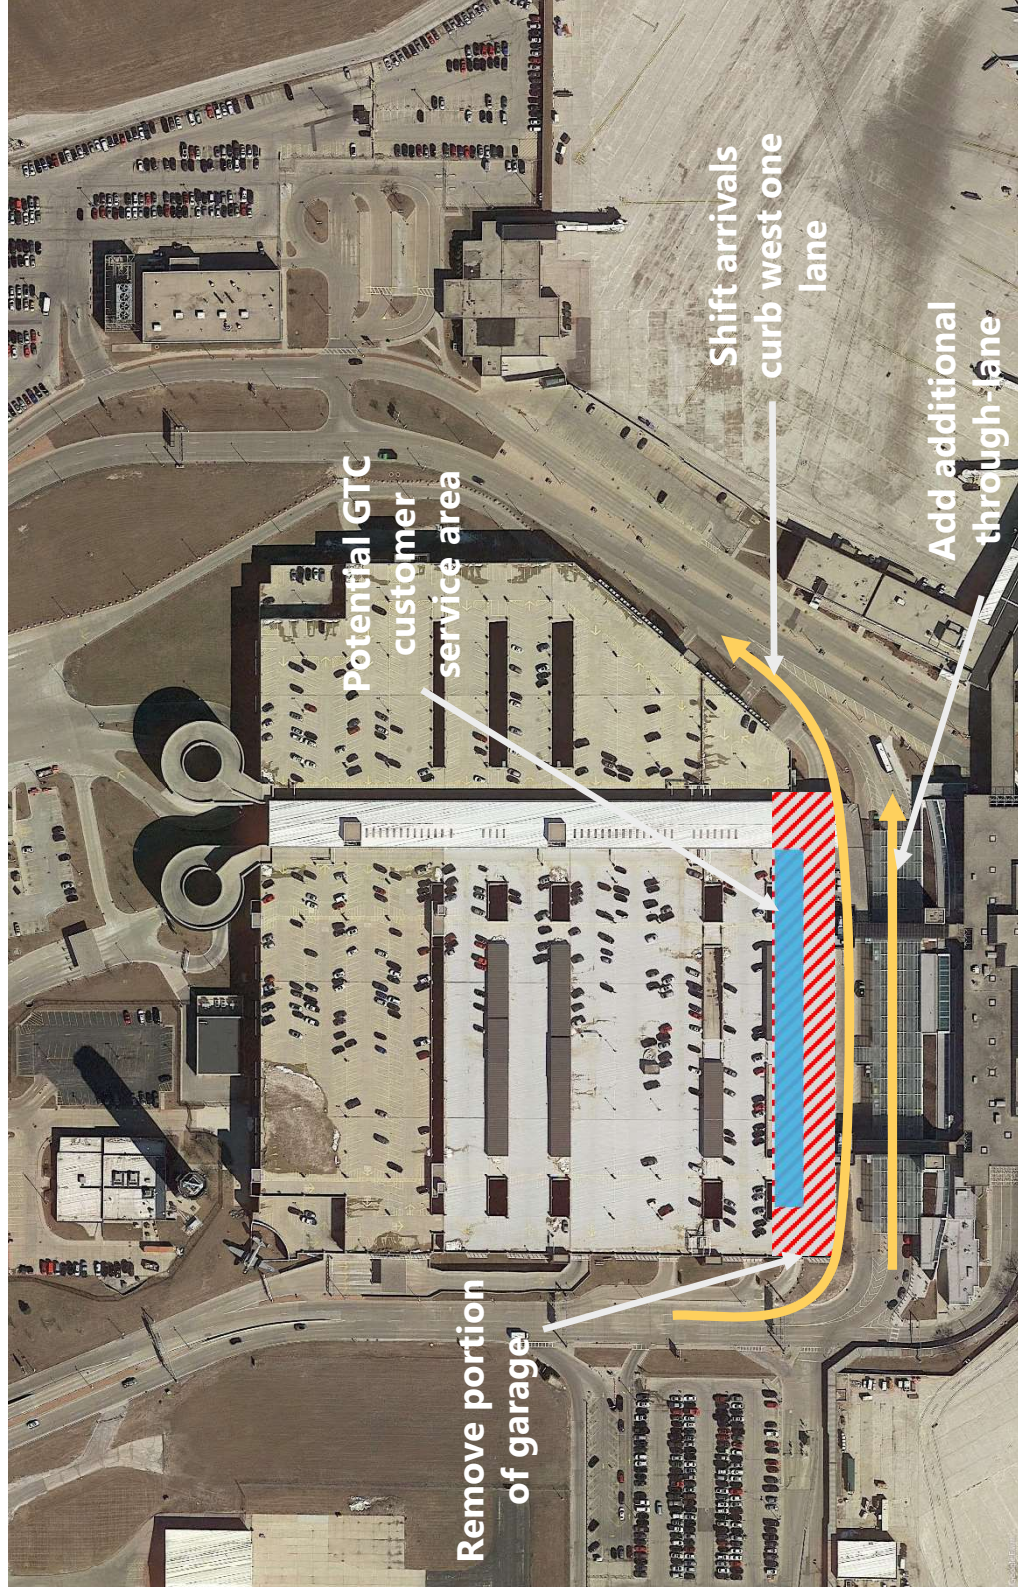 Shift arrivals
curb west one
lane
Add additional
through-lane
Potential GTC
customer
service area
Remove portion
of garage